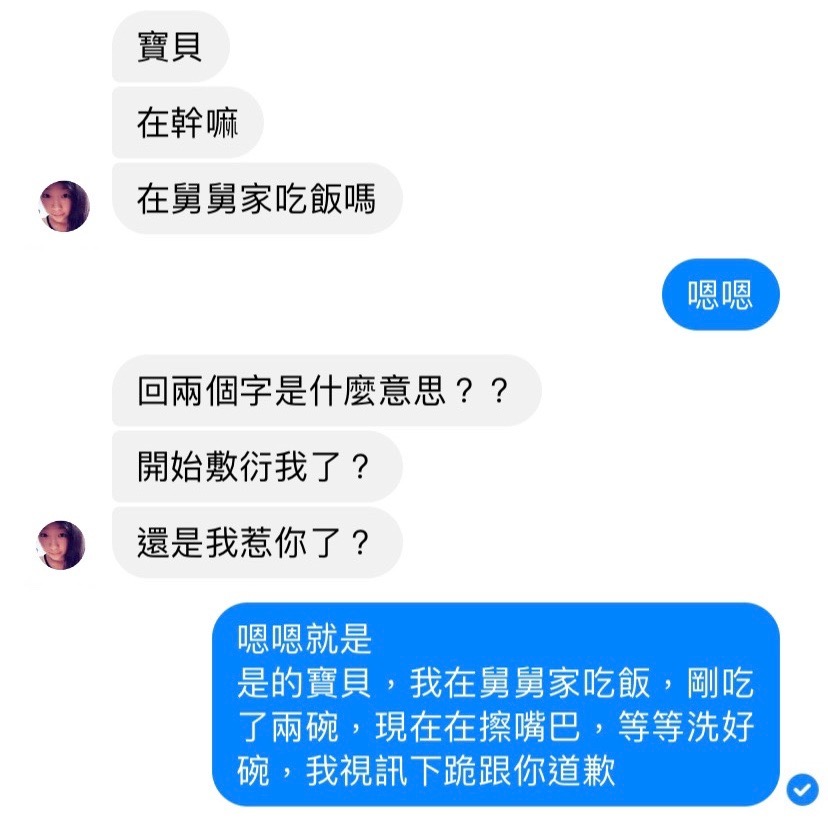 寶貝
在幹嘛
在舅舅家吃飯嗎
嗯嗯
回兩個字是什麼意思？？
開始敷衍我了？
還是我惹你了？
嗯嗯就是
是的寶貝，我在舅舅家吃飯，剛吃
了兩碗，現在在擦嘴巴，等等洗好
碗，我視訊下跪跟你道歉